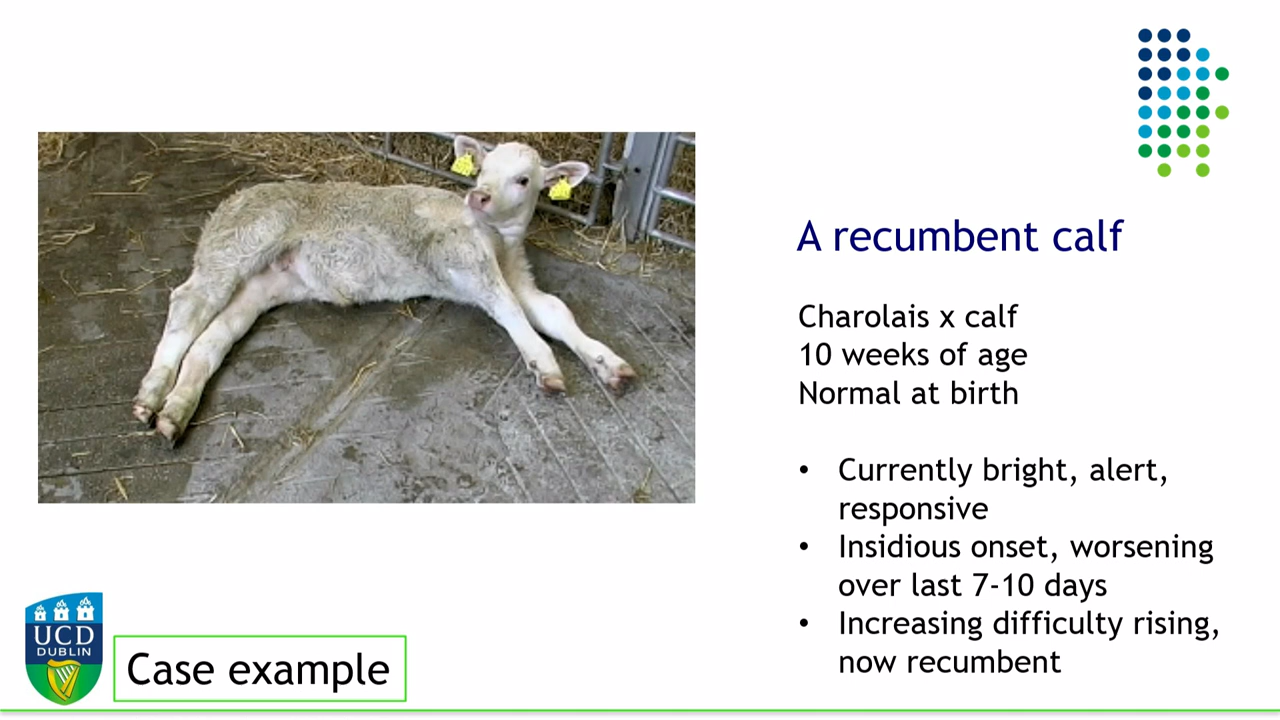 A recumbent calf
Charolais x calf
10 weeks of age
Normal at birth
• Currently bright, alert,
responsive
• Insidious onset, worsening
over last 7-10 days
• Increasing difficulty rising,
now recumbent
UCD
DUBLIN
Case example